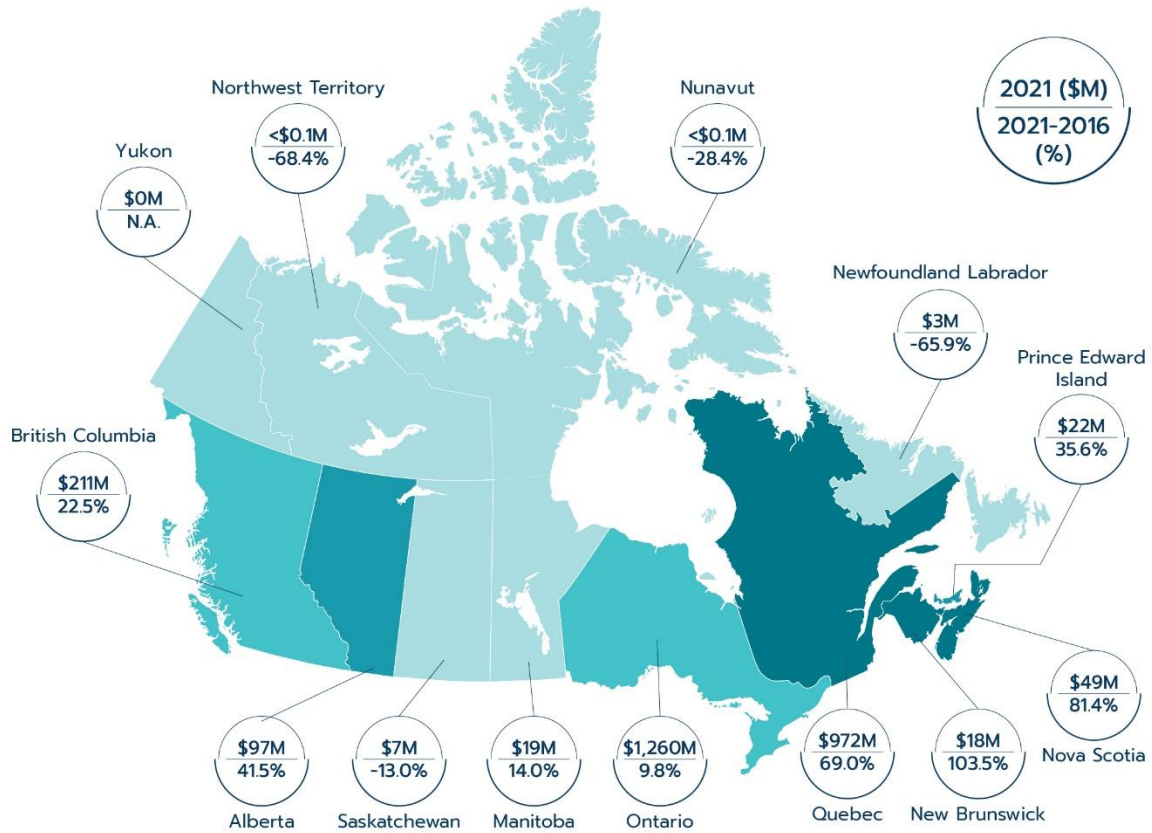 2021 ($M)
2021-2016
(%)
Northwest Territory
<$0.1M
-68.4%
Nunavut
<$0.1M
-28.4%
Yukon
$0M
N.A.
Newfoundland Labrador
$3M
-65.9%
Prince Edward
Island
$22M
35.6%
British Columbia
$211M
22.5%
$49M
81.4%
Nova Scotia
$97M
41.5%
Alberta
$7M
-13.0%
Saskatchewan
$19M
14.0%
Manitoba
$1,260M
9.8%
Ontario
$972M
69.0%
Quebec
$18M
103.5%
New Brunswick